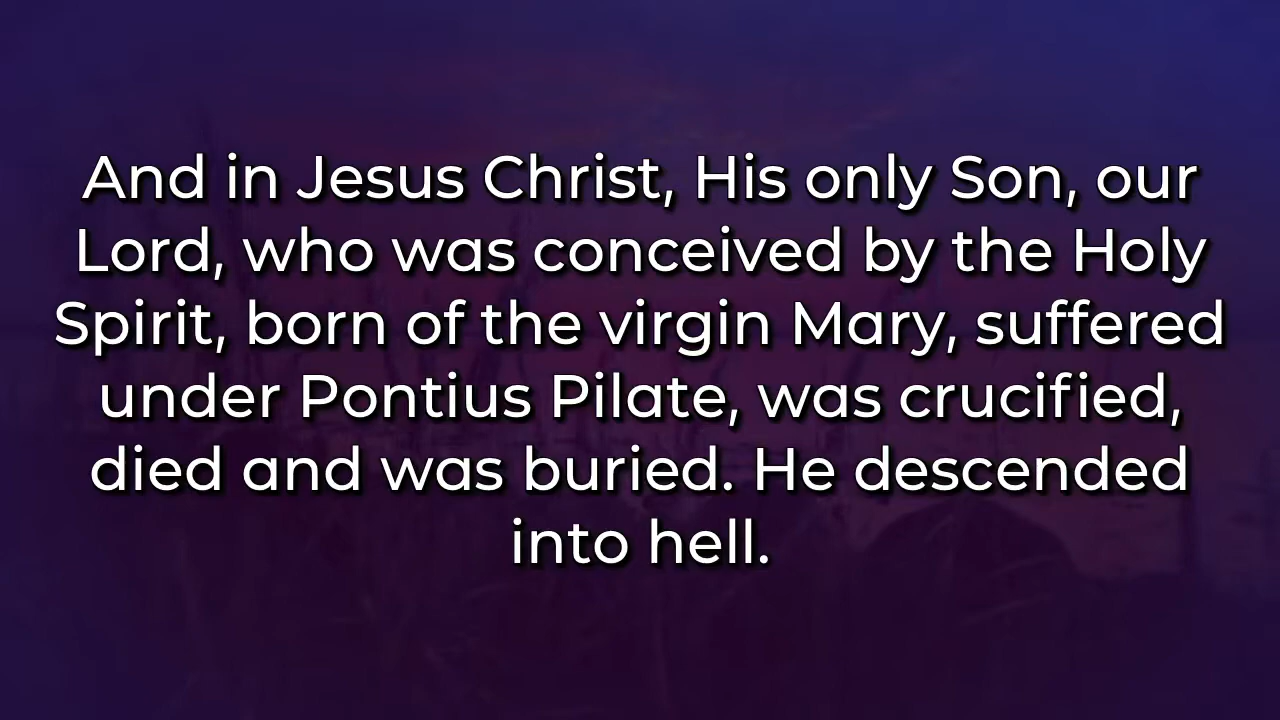 And in Jesus Christ, His only Son, our
Lord, who was conceived by the Holy
Spirit, born of the virgin Mary, suffered
under Pontius Pilate, was crucified,
died and was buried. He descended
into hell.